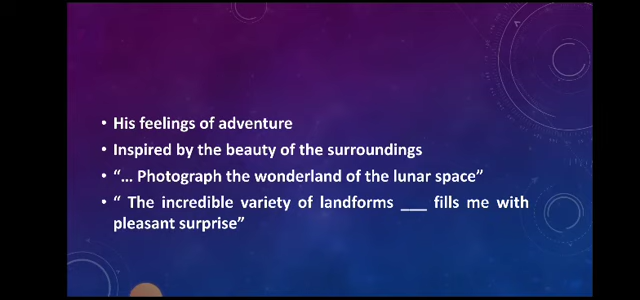 • His feelings of adventure
• Inspired by the beauty of the surroundings
• “… Photograph the wonderland of the lunar space”
• “ The incredible variety of landforms ___ fills me with
pleasant surprise”